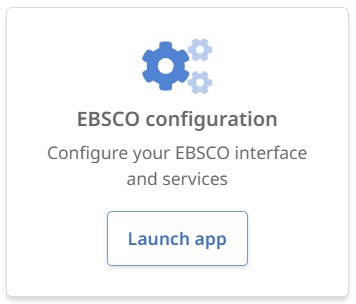 EBSCO configuration
Configure your EBSCO interface
and services
Launch app